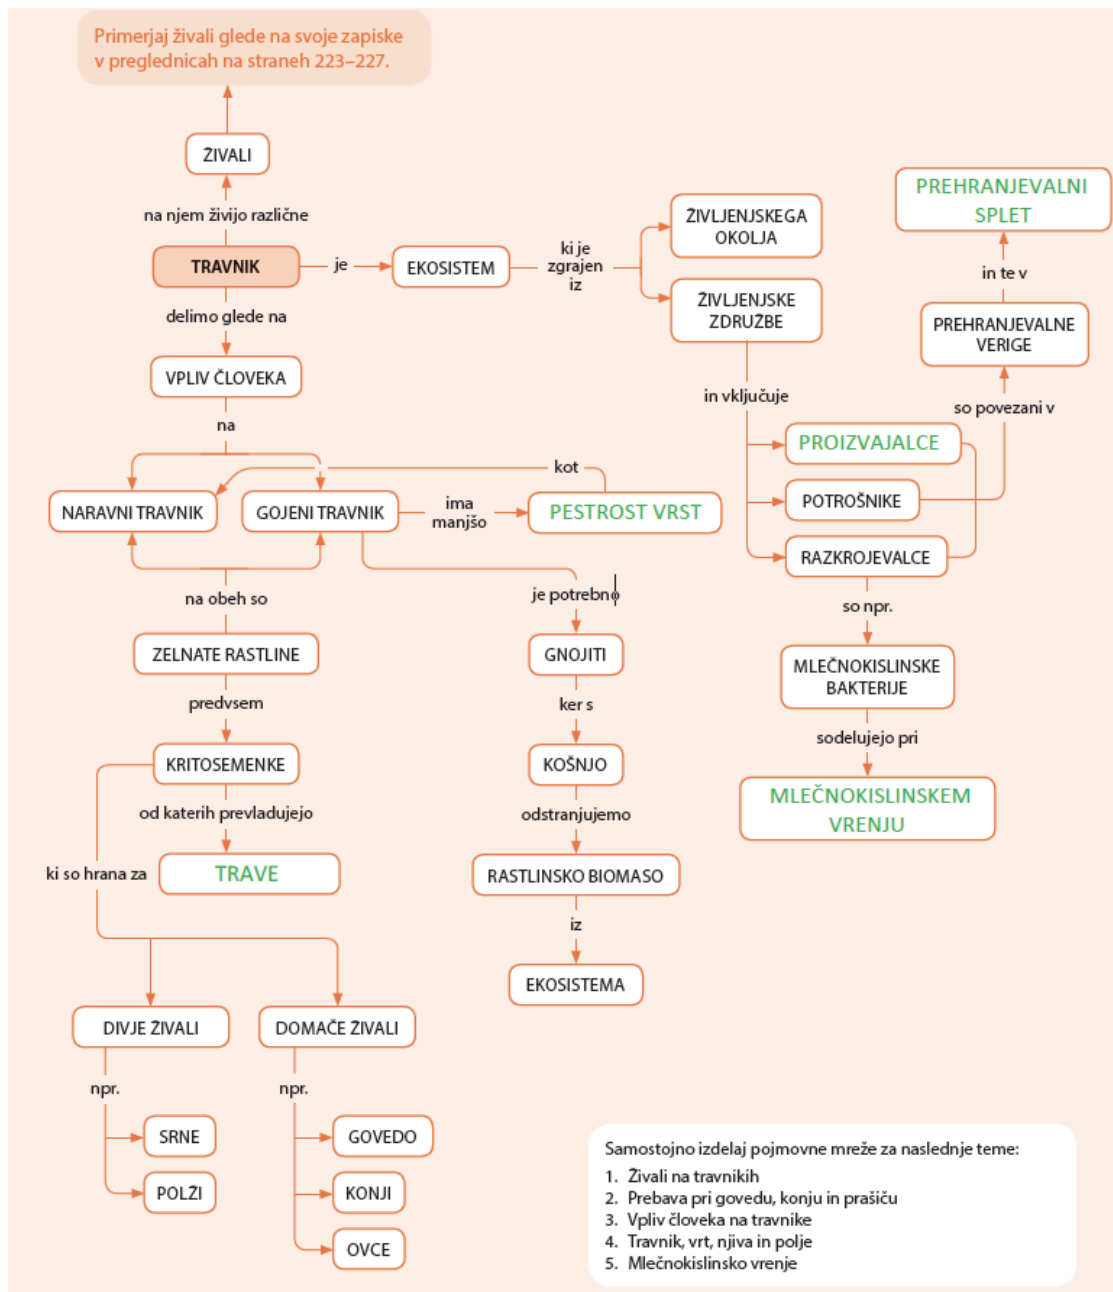 Primerjaj živali glede na svoje zapiske
v preglednicah na straneh 223–227.
ŽIVALI
na njem živijo različne
TRAVNIK
je
EKOSISTEM
ki je
zgrajen
iz
ŽIVLJENJSKEGA
OKOLJA
ŽIVLJENJSKE
ZDRUŽBE
PREHRANJEVALNI
SPLET
in te v
PREHRANJEVALNE
VERIGE
so povezani v
in vključuje
PROIZVAJALCE
POTROŠNIKE
RAZKROJEVALCE
so npr.
MLEČNOKISLINSKE
BAKTERIJE
sodelujejo pri
MLEČNOKISLINSKEM
VRENJU
delimo glede na
VPLIV ČLOVEKA
na
NARAVNI TRAVNIK
GOJENI TRAVNIK
ima
manjšo
PESTROST VRST
kot
je potrebno
GNOJITI
ker s
KOŠNJO
odstranjujemo
RASTLINSKO BIOMASO
iz
EKOSISTEMA
na obeh so
ZELNATE RASTLINE
predvsem
KRITOSEMENKE
od katerih prevladujejo
TRAVE
ki so hrana za
DIVJE ŽIVALI
npr.
SRNE
POLŽI
DOMAČE ŽIVALI
npr.
GOVEDO
KONJI
OVCE
Samostojno izdelaj pojmovne mreže za naslednje teme:
1. Živali na travnikih
2. Prebava pri govedu, konju in prašiču
3. Vpliv človeka na travnike
4. Travnik, vrt, njiva in polje
5. Mlečnokislinsko vrenje